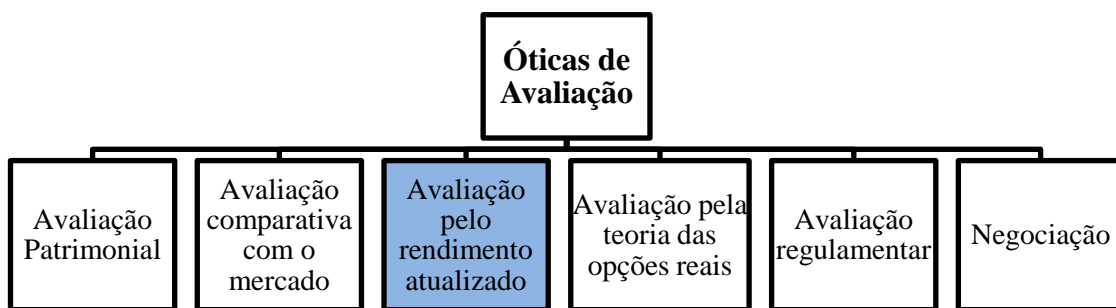 Óticas de
Avaliação
Avaliação
Patrimonial
Avaliação
comparativa
com o
mercado
Avaliação
pelo
rendimento
atualizado
Avaliação pela
teoria das
opções reais
Avaliação
regulamentar
Negociação